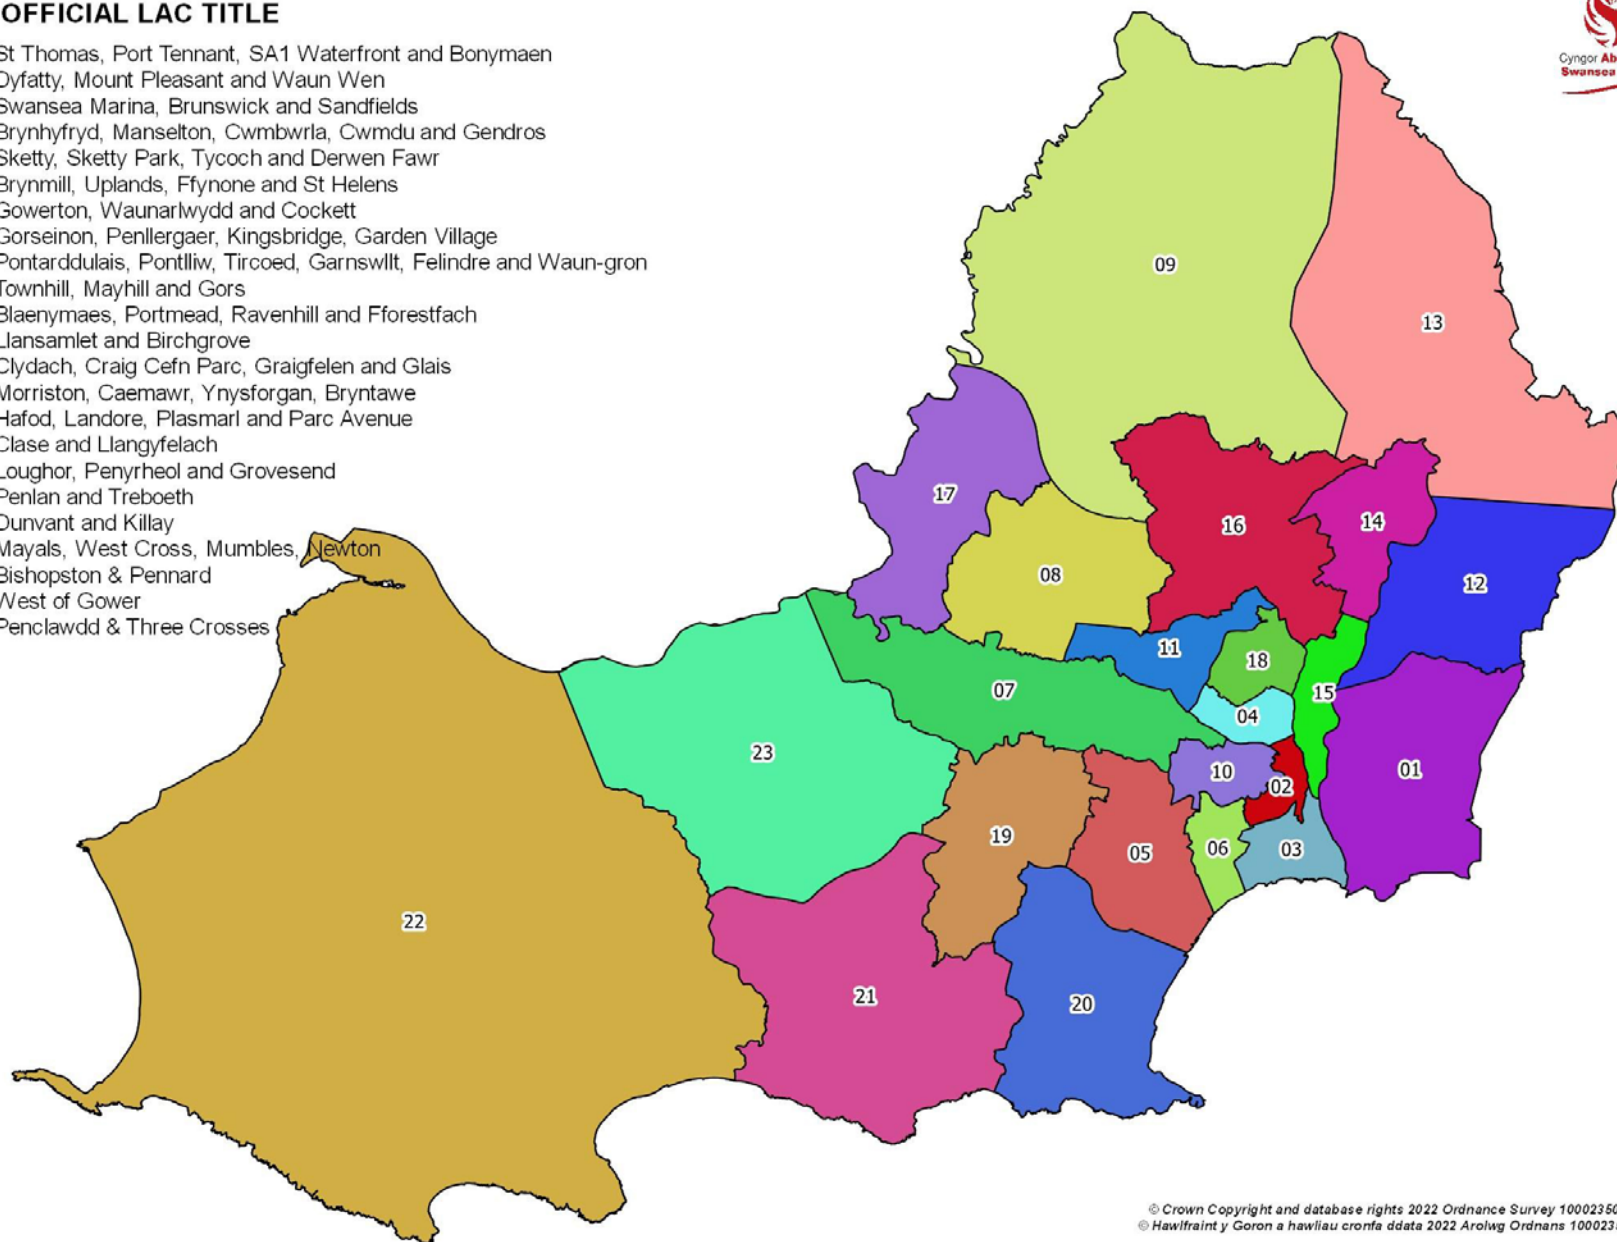 OFFICIAL LAC TITLE
St Thomas, Port Tennant, SA1 Waterfront and Bonymaen
Dyfatty, Mount Pleasant and Waun Wen
Swansea Marina, Brunswick and Sandfields
Brynhyfryd, Manselton, Cwmbwrla, Cwmdu and Gendros
Sketty, Sketty Park, Tycoch and Derwen Fawr
Brynmill, Uplands, Ffynone and St Helens
Gowerton, Waunarlwydd and Cockett
Gorseinon, Penllergaer, Kingsbridge, Garden Village
Pontarddulais, Pontlliw, Tircoed, Garnswllt, Felindre and Waun-gron
Townhill, Mayhill and Gors
Blaenymaes, Portmead, Ravenhill and Fforestfach
Llansamlet and Birchgrove
Clydach, Craig Cefn Parc, Graigfelen and Glais
Morriston, Caemawr, Ynysforgan, Bryntawe
Hafod, Landore, Plasmarl and Parc Avenue
Clase and Llangyfelach
Loughor, Penyrheol and Grovesend
Penlan and Treboeth
Dunvant and Killay
Mayals, West Cross, Mumbles, Newton
Bishopston & Pennard
West of Gower
Penclawdd & Three Crosses
Cyngor Ab
Swansea
09
13
17
16
14
08
12
11
18
07
15
04
23
10
01
02
19
05
06
03
22
21
20
© Crown Copyright and database rights 2022 Ordnance Survey 10002350
© Hawlfraint y Goron a hawliau cronfa ddata 2022 Arolwg Ordnans 100023